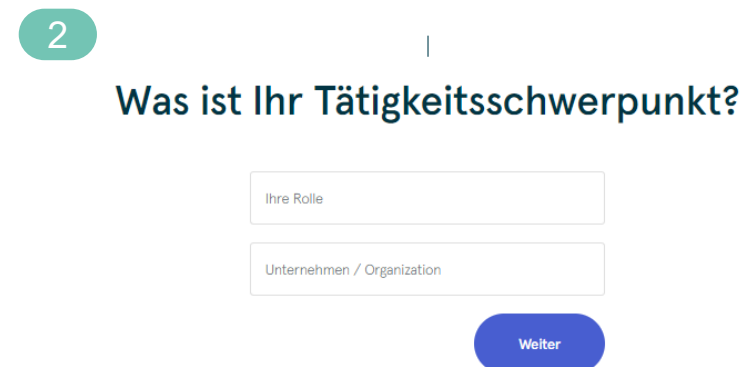 2
Was ist Ihr Tätigkeitsschwerpunkt?
Ihre Rolle
Unternehmen / Organization
Weiter